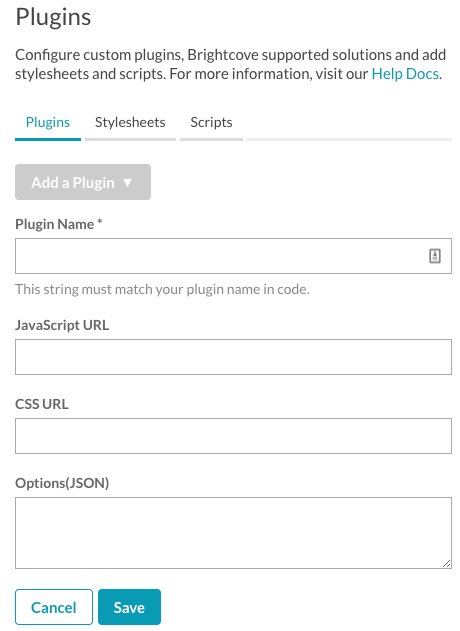 Plugins
Configure custom plugins, Brightcove supported solutions and add
stylesheets and scripts. For more information, visit our Help Docs.
Plugins Stylesheets Scripts
Add a Plugin ▼
Plugin Name *
This string must match your plugin name in code.
JavaScript URL
CSS URL
Options(JSON)
Cancel Save